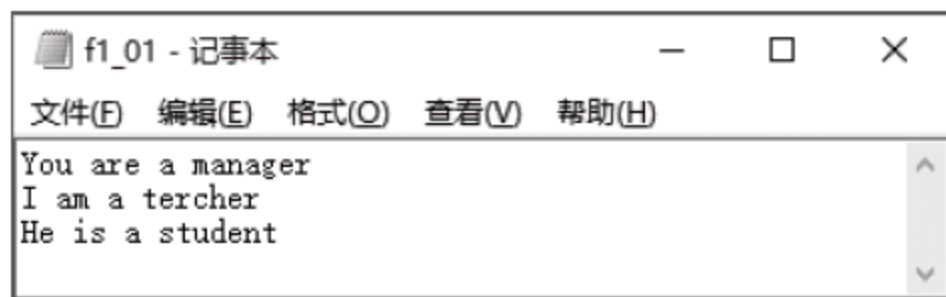 f1_01 - 记事本
文件(F) 编辑(E) 格式(O) 查看(V) 帮助(H)
You are a manager
I am a tercher
He is a student